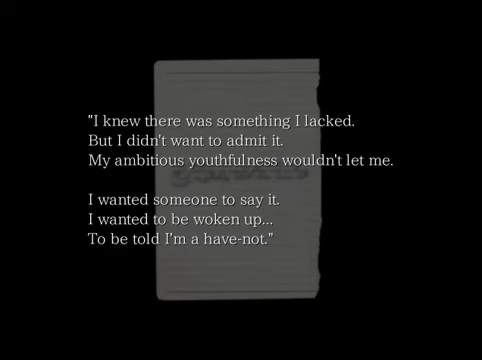 "I knew there was something I lacked.
But I didn't want to admit it.
My ambitious youthfulness wouldn't let me.
I wanted someone to say it.
I wanted to be woken up...
To be told I'm a have-not."